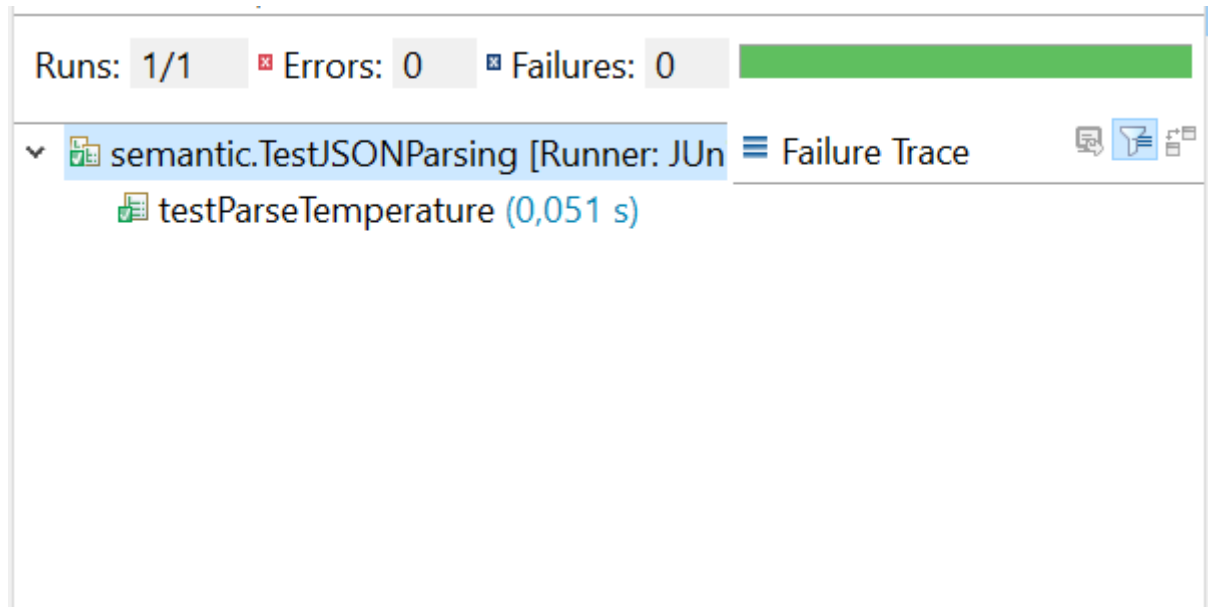 Runs: 1/1 Errors: 0 Failures: 0
semantic.TestJSONParsing [Runner: JUn
Failure Trace
testParseTemperature (0,051 s)